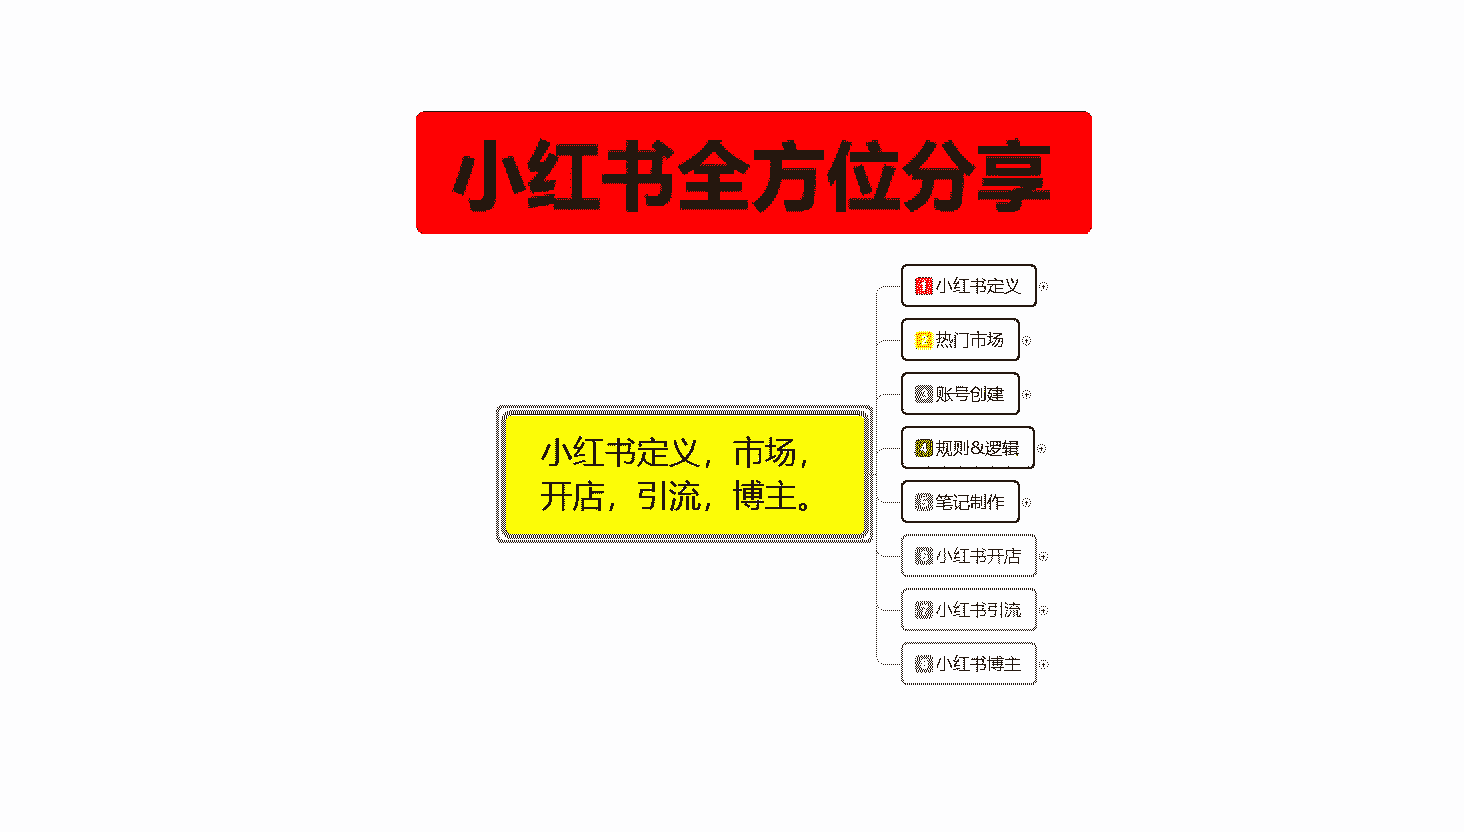 小红书全方位分享
小红书定义，市场，
开店，引流，博主。
1 小红书定义
2 热门市场
3 账号创建
4 规则&逻辑
5 笔记制作
6 小红书开店
7 小红书引流
8 小红书博主